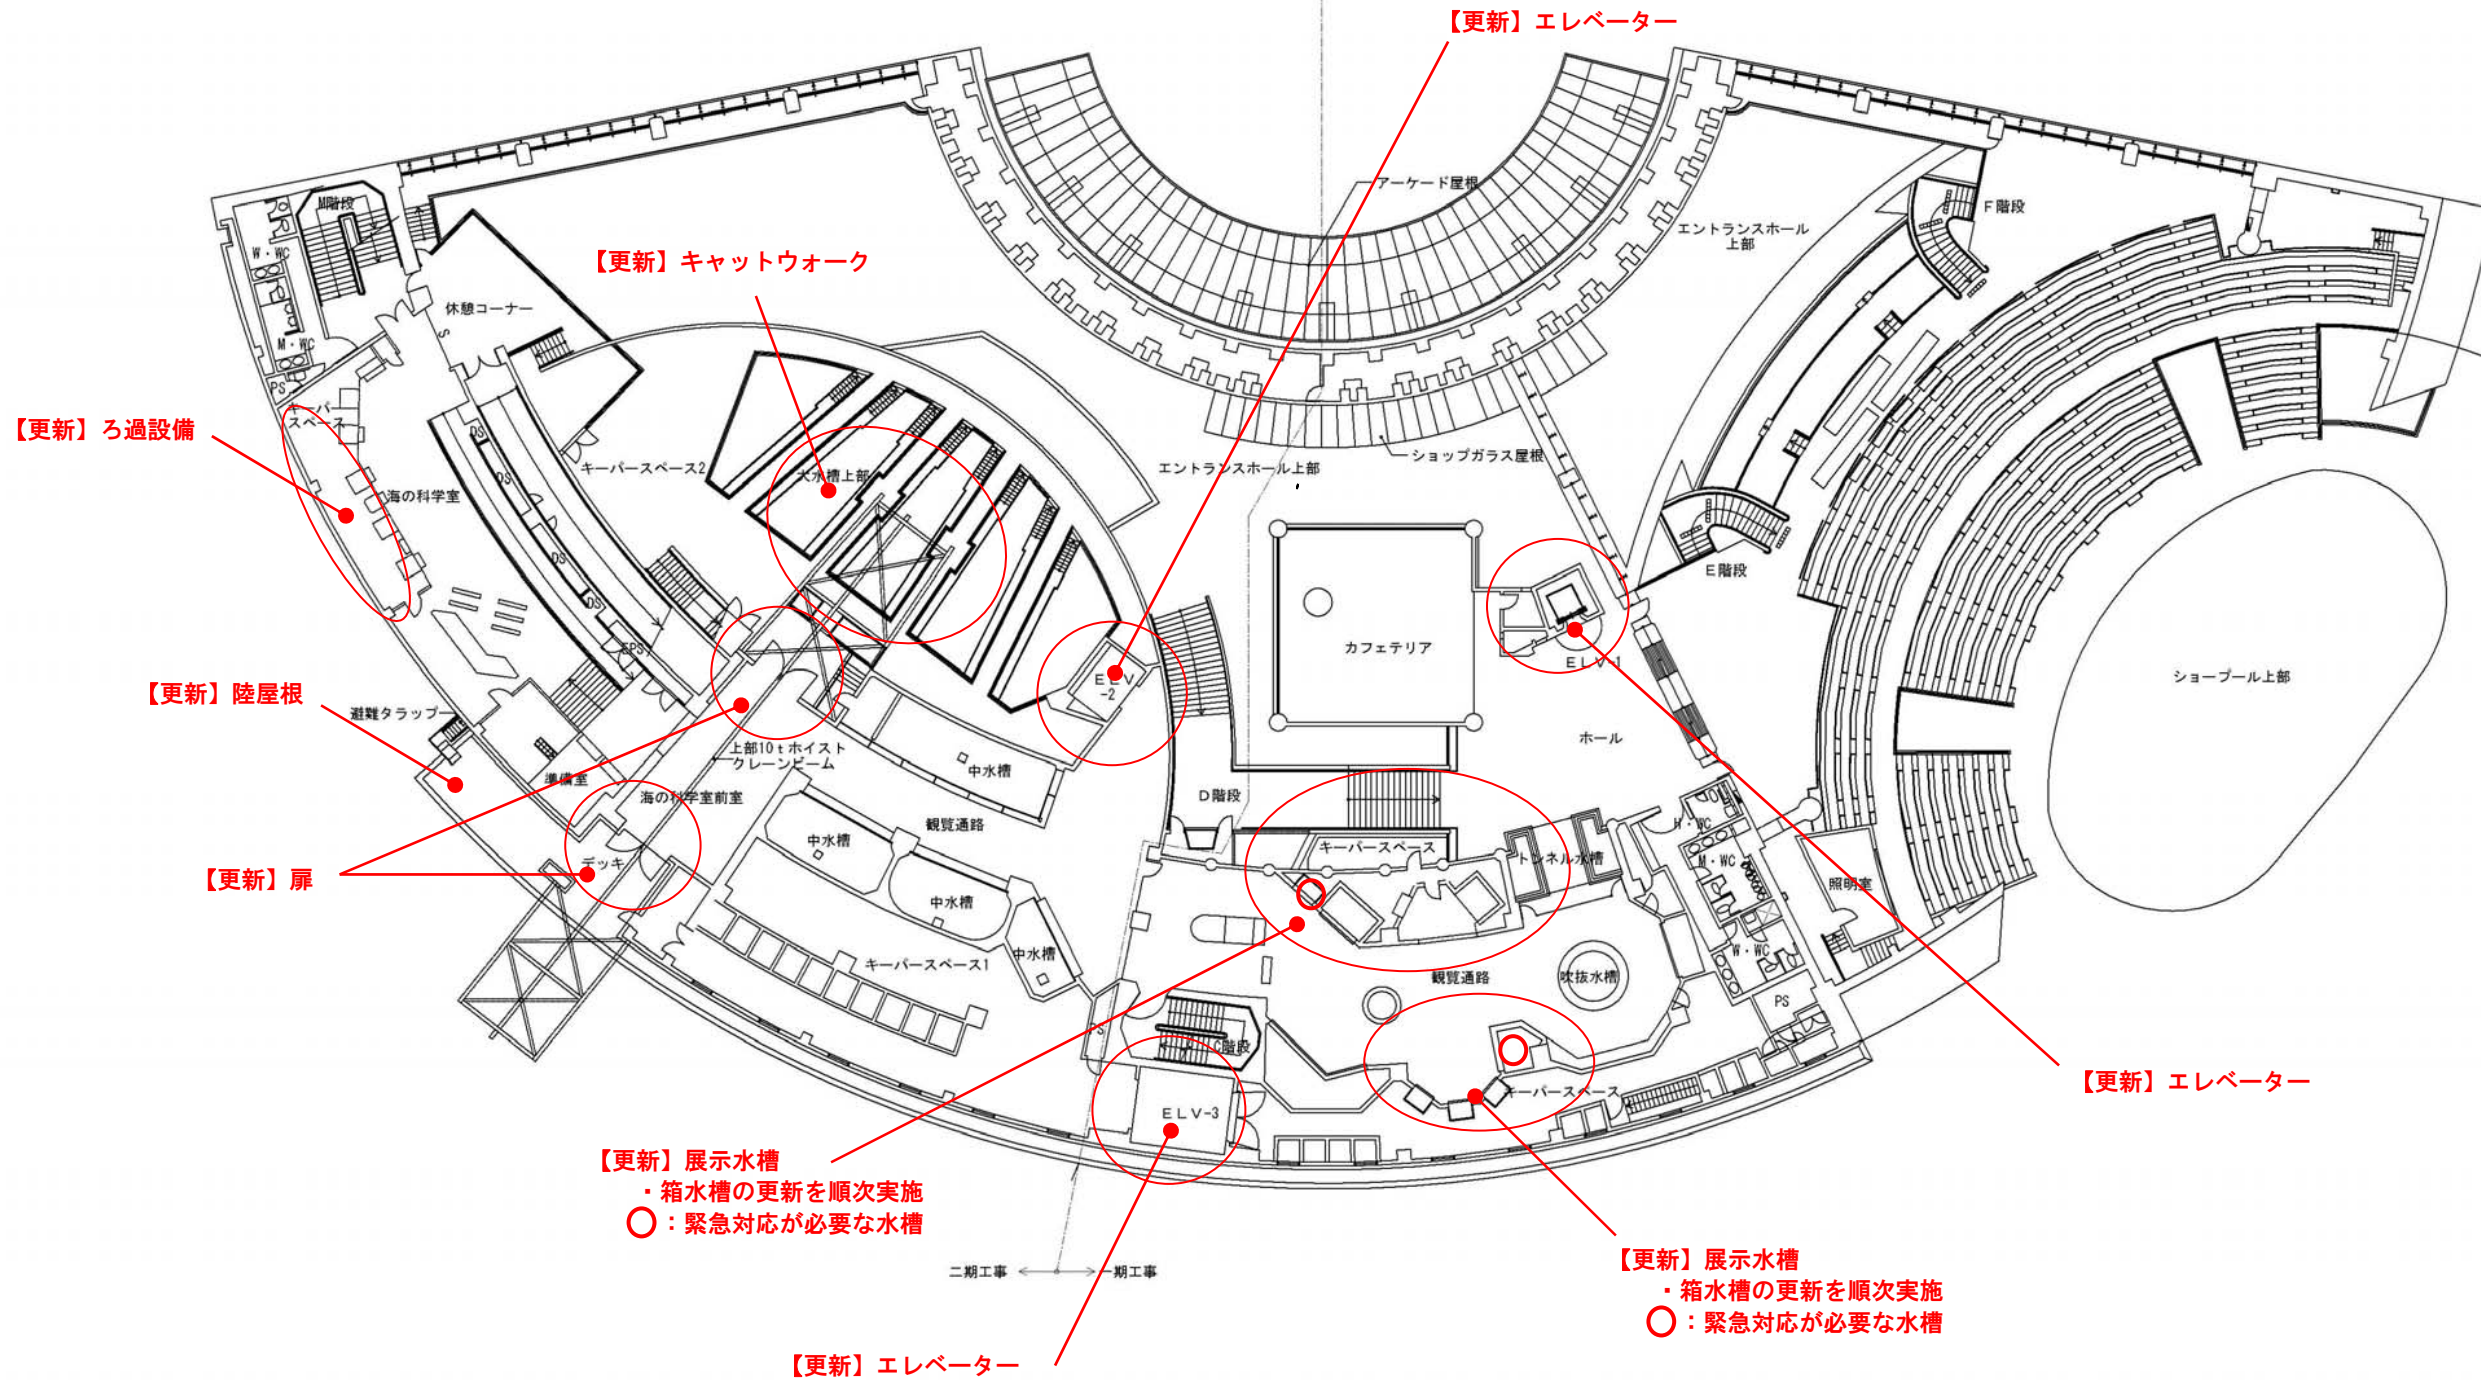 【更新】エレベーター
アーケード屋根
M階段
F階段
エントランスホール
上部
W・WC
【更新】キャットウォーク
休憩コーナー
M・WC
PS
キーパー
スペース
【更新】ろ過設備
DS
キーパースペース2
大水槽上部
エントランスホール上部
ショップガラス屋根
DS
海の科学室
DS
E階段
DS
カフェテリア
EPS
ELV-1
ELV
-2
ショープール上部
【更新】陸屋根
避難タラップ
ホール
上部10tホイスト
クレーンビーム
中水槽
準備室
海の科学室前室
D階段
観覧通路
H・WC
中水槽
キーパースペース
トンネル水槽
M・WC
デッキ
【更新】扉
照明室
中水槽
中水槽
W・WC
キーパースペース1
観覧通路
吹抜水槽
PS
PS
C階段
キーパースペース
【更新】エレベーター
ELV-3
【更新】展示水槽
・箱水槽の更新を順次実施
○：緊急対応が必要な水槽
【更新】展示水槽
・箱水槽の更新を順次実施
○：緊急対応が必要な水槽
二期工事
一期工事
【更新】エレベーター